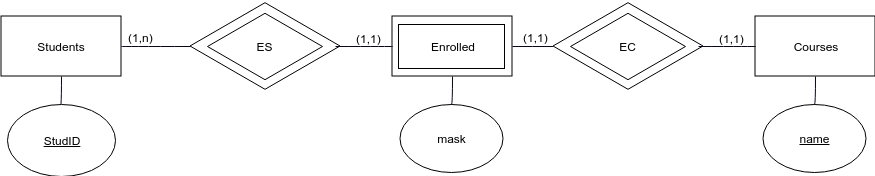 Students
(1,n)
ES
(1,1)
Enrolled
(1,1)
EC
(1,1)
Courses
StudID
mask
name